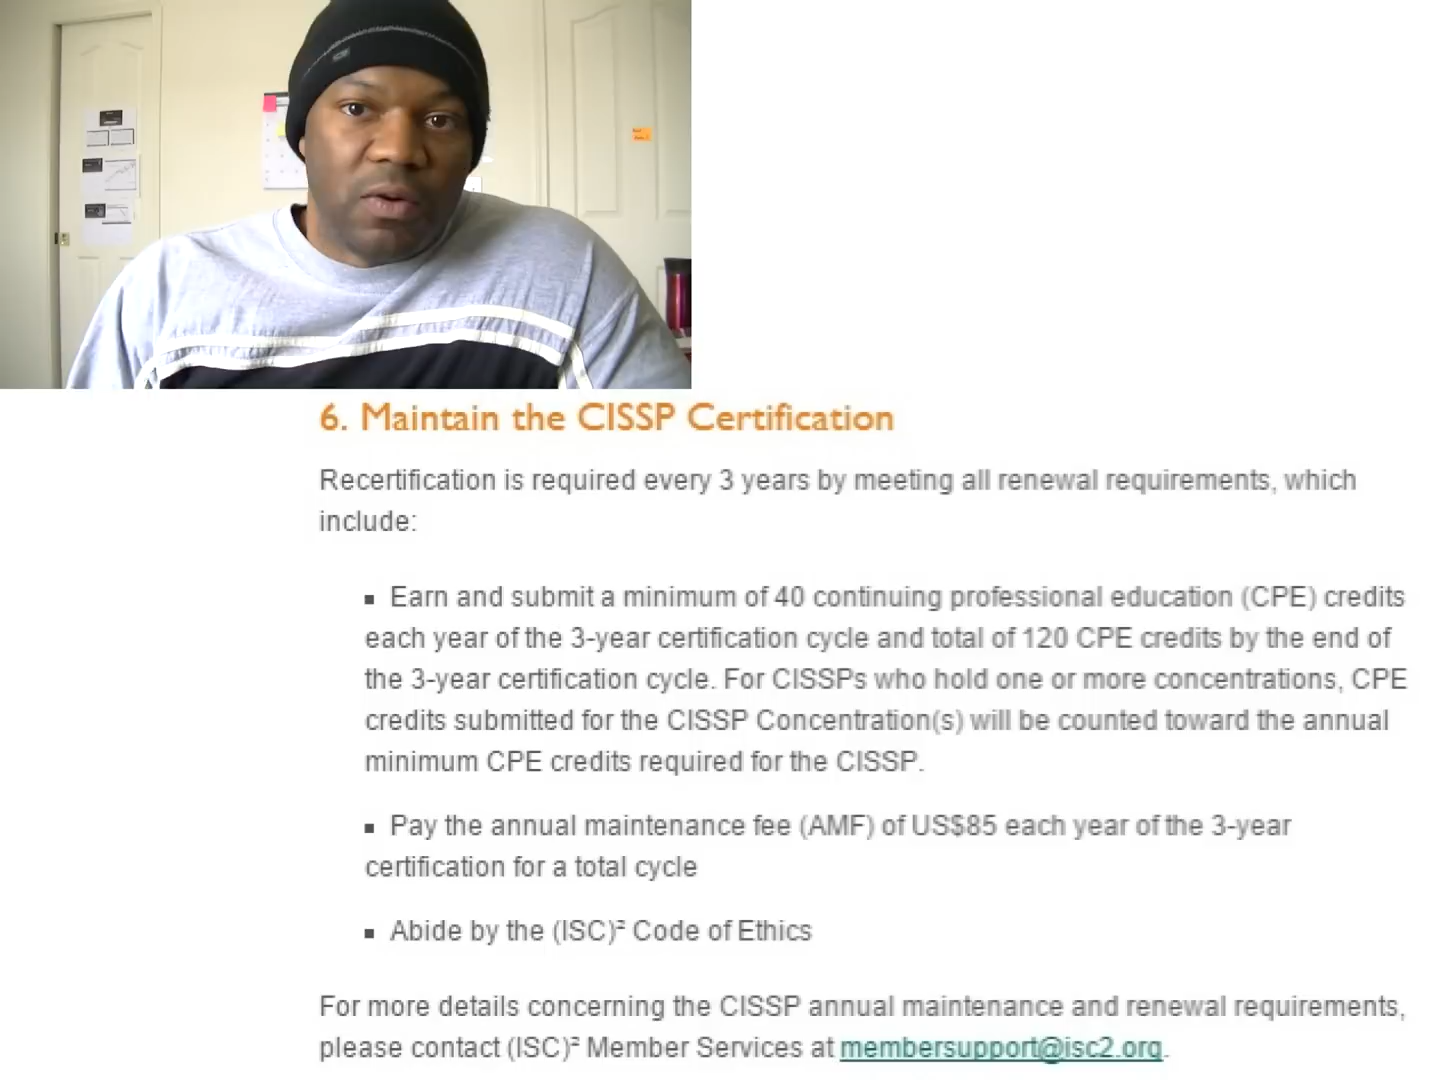 6. Maintain the CISSP Certification
Recertification is required every 3 years by meeting all renewal requirements, which
include:
▪ Earn and submit a minimum of 40 continuing professional education (CPE) credits
each year of the 3-year certification cycle and total of 120 CPE credits by the end of
the 3-year certification cycle. For CISSPs who hold one or more concentrations, CPE
credits submitted for the CISSP Concentration(s) will be counted toward the annual
minimum CPE credits required for the CISSP.
▪ Pay the annual maintenance fee (AMF) of US$85 each year of the 3-year
certification for a total cycle
▪ Abide by the (ISC)² Code of Ethics
For more details concerning the CISSP annual maintenance and renewal requirements,
please contact (ISC)² Member Services at membersupport@isc2.org.